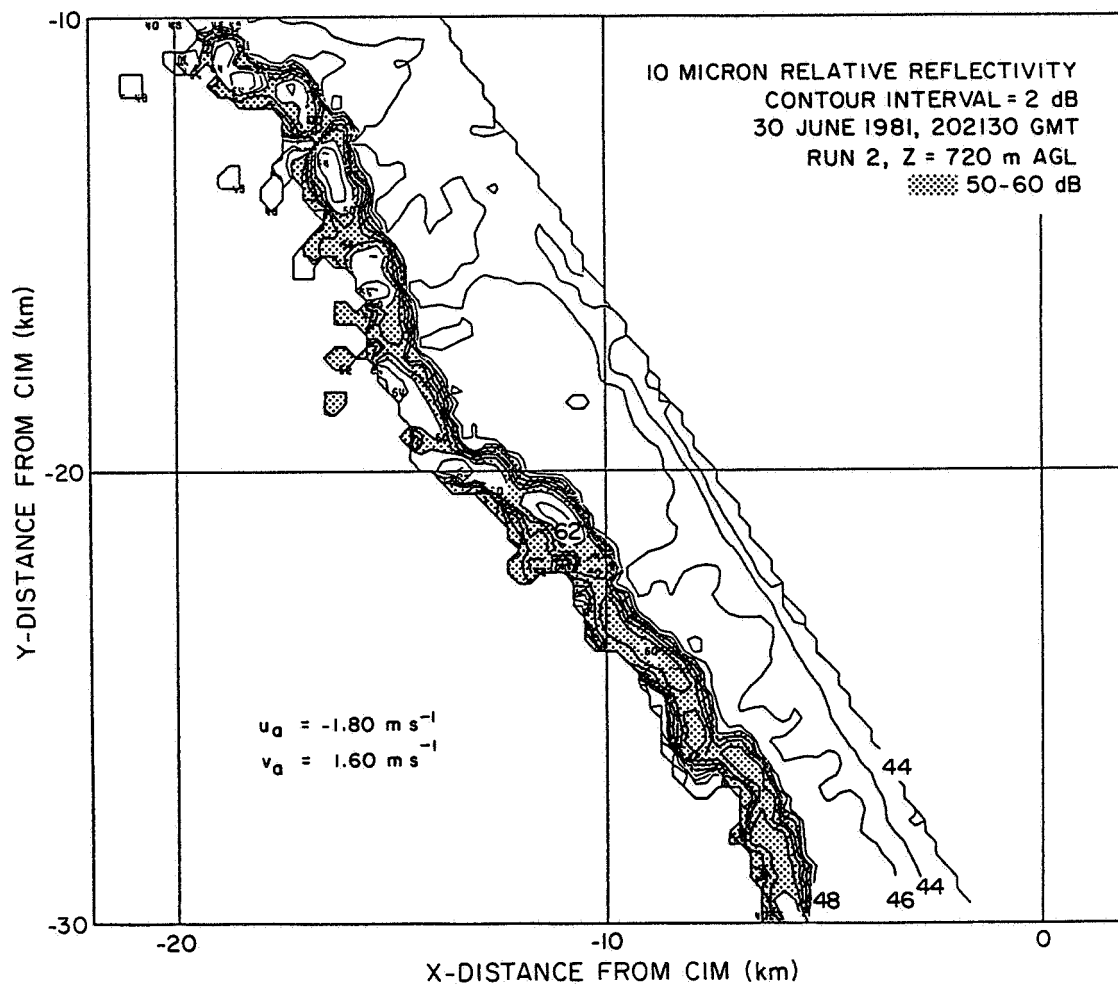 -10
10 MICRON RELATIVE REFLECTIVITY
CONTOUR INTERVAL = 2 dB
30 JUNE 1981, 202130 GMT
RUN 2, Z = 720 m AGL
50-60 dB
Y-DISTANCE FROM CIM (km)
-20
62
u_a = -1.80 m s⁻¹
v_a = 1.60 m s⁻¹
44
48
46
44
-30
-20
-10
0
X-DISTANCE FROM CIM (km)